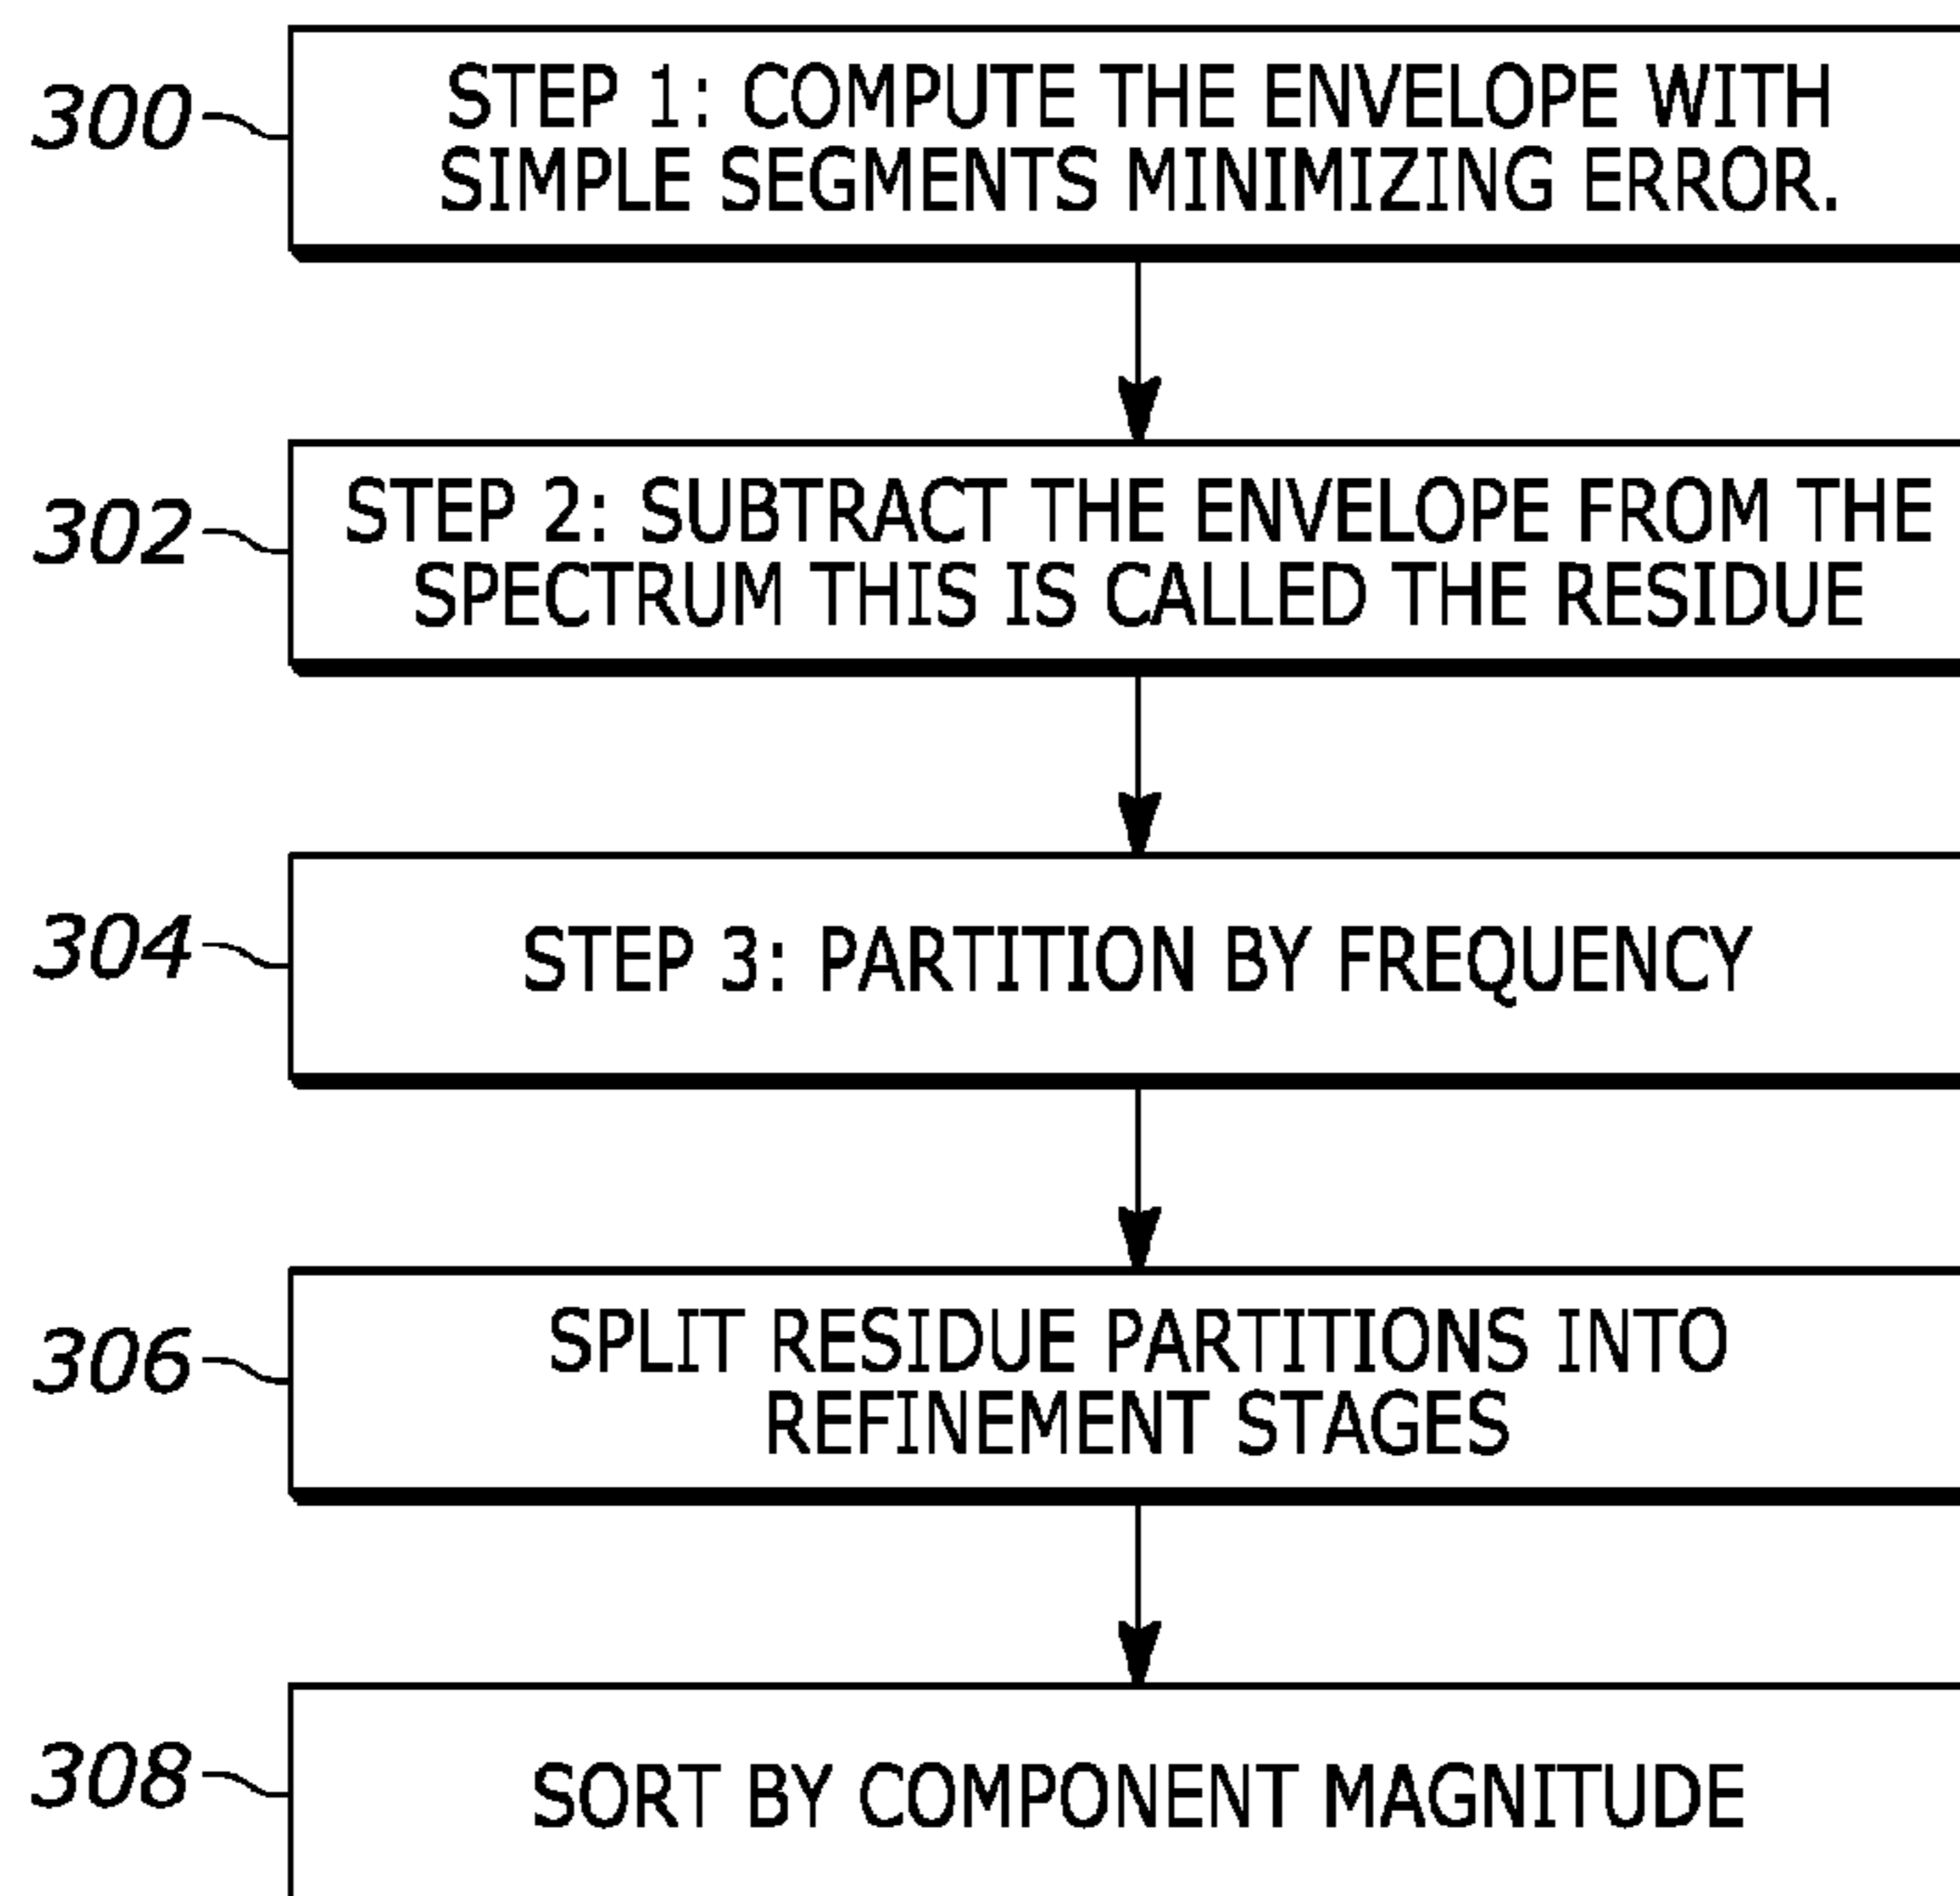 300
STEP 1: COMPUTE THE ENVELOPE WITH
SIMPLE SEGMENTS MINIMIZING ERROR.
302
STEP 2: SUBTRACT THE ENVELOPE FROM THE
SPECTRUM THIS IS CALLED THE RESIDUE
304
STEP 3: PARTITION BY FREQUENCY
306
SPLIT RESIDUE PARTITIONS INTO
REFINEMENT STAGES
308
SORT BY COMPONENT MAGNITUDE